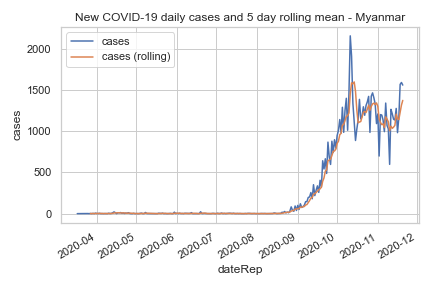 New COVID-19 daily cases and 5 day rolling mean - Myanmar
cases
cases (rolling)
2000
1500
1000
500
0
cases
2020-04
2020-05
2020-06
2020-07
2020-08
2020-09
2020-10
2020-11
2020-12
dateRep